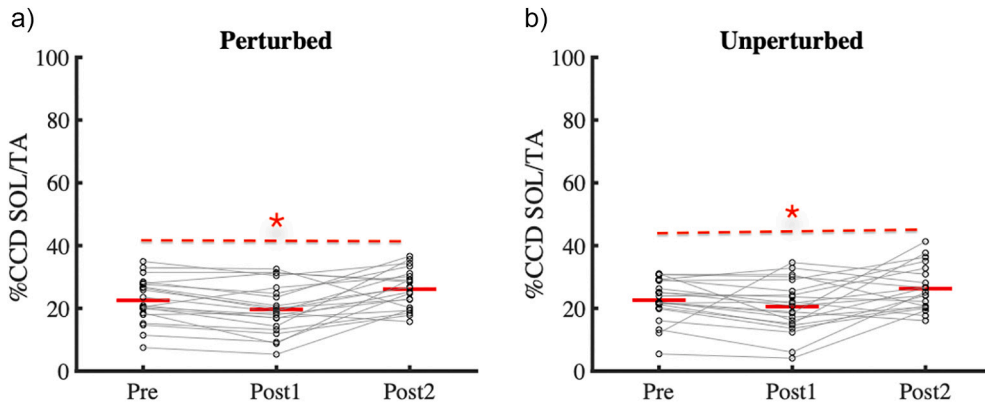 a)
Perturbed
%CCD SOL/TA
100
80
60
40
20
0
*
Pre Post1 Post2
b)
Unperturbed
%CCD SOL/TA
100
80
60
40
20
0
*
Pre Post1 Post2